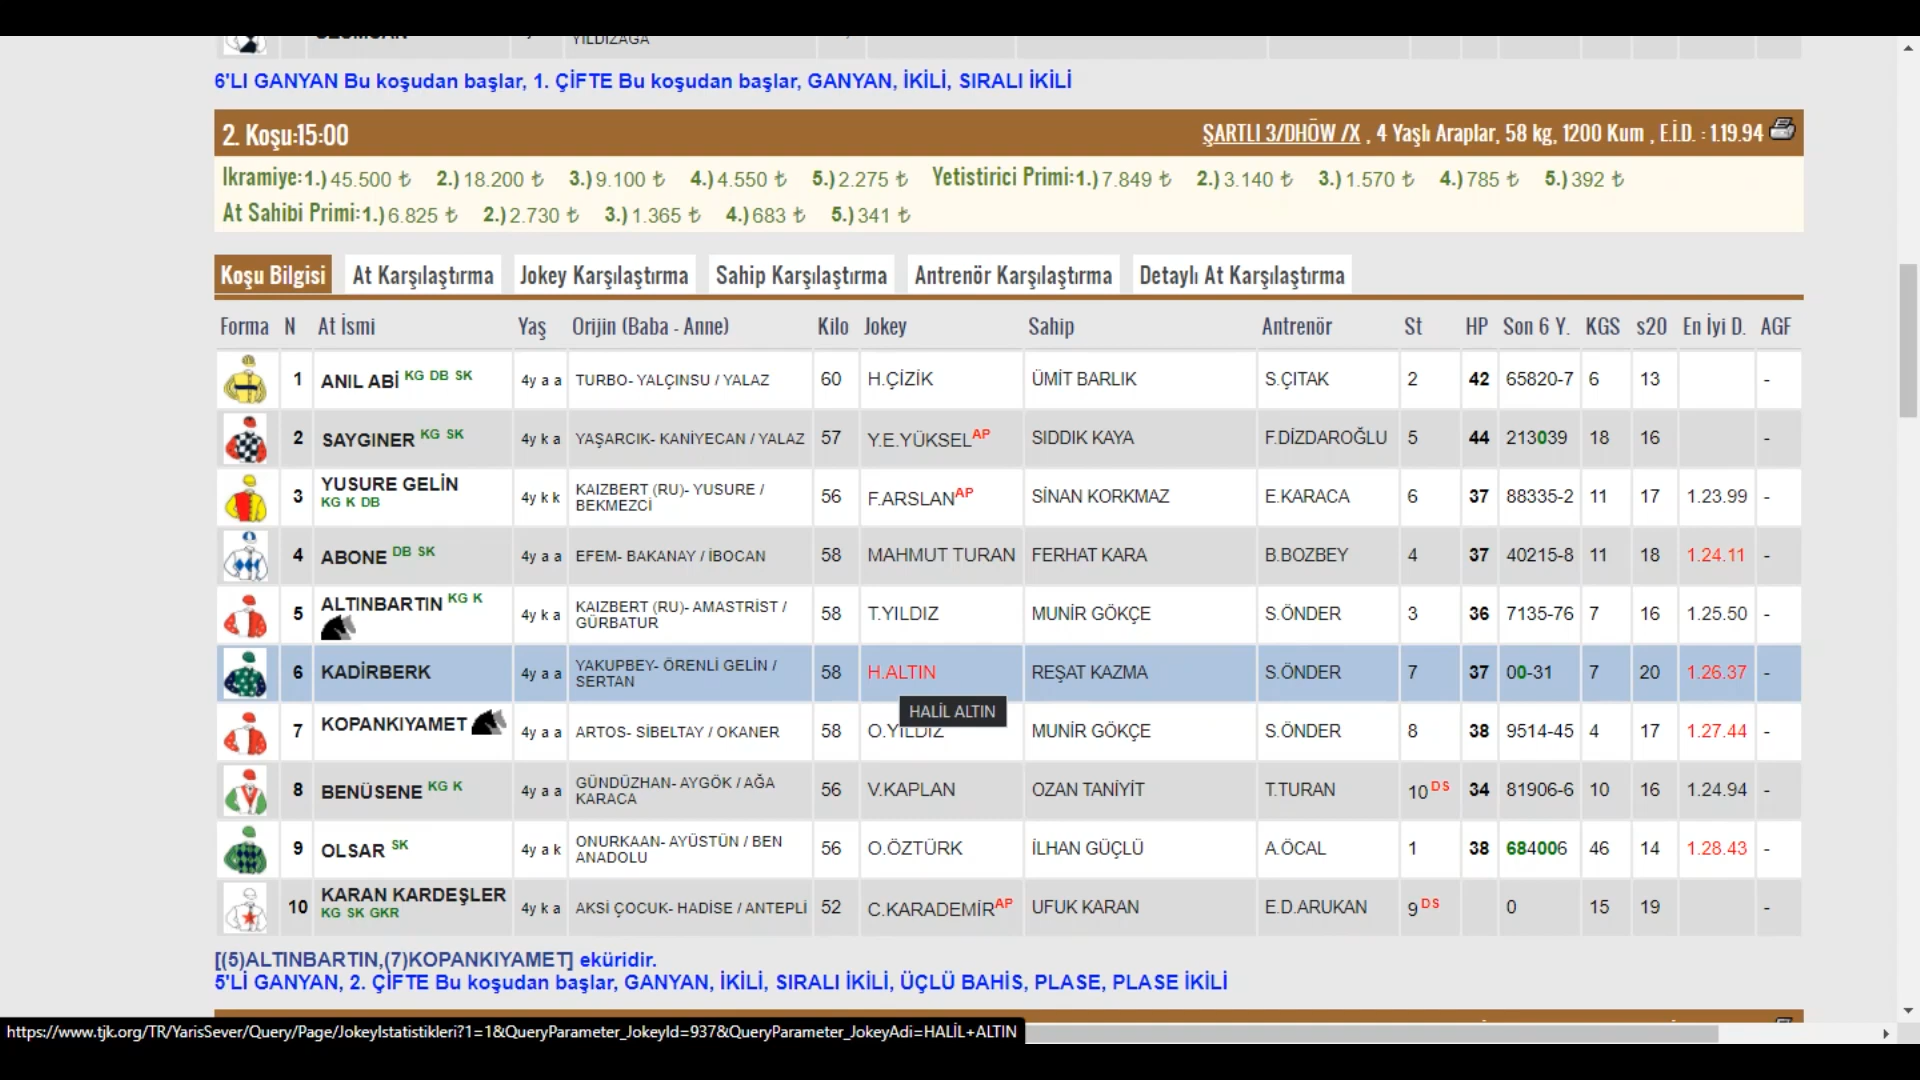 YILDIZAĞA
6'LI GANYAN Bu koşudan başlar, 1. ÇİFTE Bu koşudan başlar, GANYAN, İKİLİ, SIRALI İKİLİ
2. Koşu:15:00 ŞARTLI 3/DHÖW /X , 4 Yaşlı Araplar, 58 kg, 1200 Kum , E.İ.D. : 1.19.94
Ikramiye:1.)45.500 ₺ 2.)18.200 ₺ 3.)9.100 ₺ 4.)4.550 ₺ 5.)2.275 ₺ Yetistirici Primi:1.)7.849 ₺ 2.)3.140 ₺ 3.)1.570 ₺ 4.)785 ₺ 5.)392 ₺
At Sahibi Primi:1.)6.825 ₺ 2.)2.730 ₺ 3.)1.365 ₺ 4.)683 ₺ 5.)341 ₺
Koşu Bilgisi At Karşılaştırma Jokey Karşılaştırma Sahip Karşılaştırma Antrenör Karşılaştırma Detaylı At Karşılaştırma
Forma N At İsmi Yaş Orijin (Baba - Anne) Kilo Jokey Sahip Antrenör St HP Son 6 Y. KGS s20 En İyi D. AGF
1 ANIL ABİ KG DB SK 4y a a TURBO- YALÇINSU / YALAZ 60 H.ÇİZİK ÜMİT BARLIK S.ÇITAK 2 42 65820-7 6 13 -
2 SAYGINER KG SK 4y k a YAŞARCIK- KANİYECAN / YALAZ 57 Y.E.YÜKSEL AP SIDDIK KAYA F.DİZDAROĞLU 5 44 213039 18 16 -
3 YUSURE GELİN KG K DB 4y k k KAIZBERT (RU)- YUSURE / BEKMEZCİ 56 F.ARSLAN AP SİNAN KORKMAZ E.KARACA 6 37 88335-2 11 17 1.23.99 -
4 ABONE DB SK 4y a a EFEM- BAKANAY / İBOCAN 58 MAHMUT TURAN FERHAT KARA B.BOZBEY 4 37 40215-8 11 18 1.24.11 -
5 ALTINBARTIN KG K 4y k a KAIZBERT (RU)- AMASTRİST / GÜRBATUR 58 T.YILDIZ MUNİR GÖKÇE S.ÖNDER 3 36 7135-76 7 16 1.25.50 -
6 KADİRBERK 4y a a YAKUPBEY- ÖRENLİ GELİN / SERTAN 58 H.ALTIN REŞAT KAZMA S.ÖNDER 7 37 00-31 7 20 1.26.37 -
HALİL ALTIN
7 KOPANKIYAMET 4y a a ARTOS- SİBELTAY / OKANER 58 O.YILDIZ MUNİR GÖKÇE S.ÖNDER 8 38 9514-45 4 17 1.27.44 -
8 BENÜSENE KG K 4y a a GÜNDÜZHAN- AYGÖK / AĞA KARACA 56 V.KAPLAN OZAN TANİYİT T.TURAN 10 DS 34 81906-6 10 16 1.24.94 -
9 OLSAR SK 4y a k ONURKAAN- AYÜSTÜN / BEN ANADOLU 56 O.ÖZTÜRK İLHAN GÜÇLÜ A.ÖCAL 1 38 684006 46 14 1.28.43 -
10 KARAN KARDEŞLER KG SK GKR 4y k a AKSİ ÇOCUK- HADİSE / ANTEPLİ 52 C.KARADEMİR AP UFUK KARAN E.D.ARUKAN 9 DS 0 15 19 -
[(5)ALTINBARTIN,(7)KOPANKIYAMET] eküridir.
5'Lİ GANYAN, 2. ÇİFTE Bu koşudan başlar, GANYAN, İKİLİ, SIRALI İKİLİ, ÜÇLÜ BAHİS, PLASE, PLASE İKİLİ
https://www.tjk.org/TR/YarisSever/Query/Page/JokeyIstatistikleri?1=1&QueryParameter_JokeyId=937&QueryParameter_JokeyAdi=HALİL+ALTIN